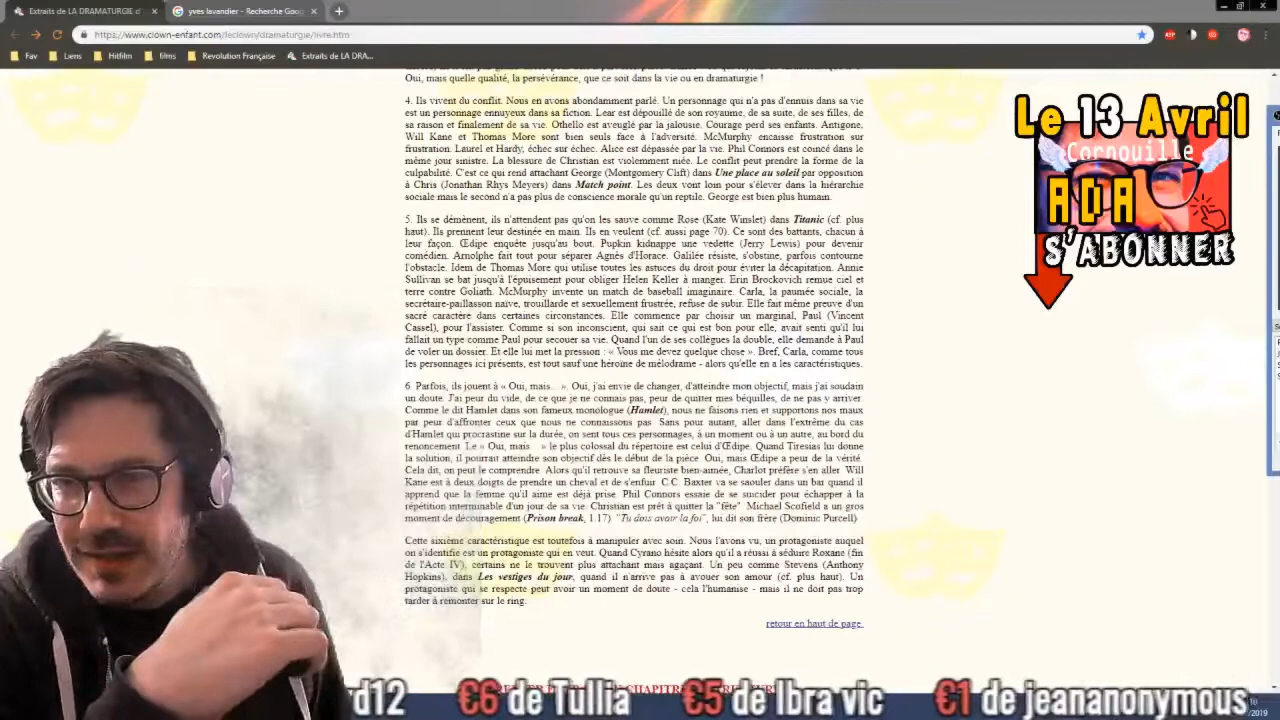 Extraits de LA DRAMATURGIE d'
yves lavandier - Recherche Goo
https://www.clown-enfant.com/leclown/dramaturgie/livre.htm
Fav Liens Hitfilm films Revolution Française Extraits de LA DRA...
Oui, mais quelle qualité, la persévérance, que ce soit dans la vie ou en dramaturgie !
4. Ils vivent du conflit. Nous en avons abondamment parlé. Un personnage qui n'a pas d'ennuis dans sa vie
est un personnage ennuyeux dans sa fiction. Lear est dépouillé de son royaume, de sa suite, de ses filles, de
sa raison et finalement de sa vie. Othello est aveuglé par la jalousie. Courage perd ses enfants. Antigone,
Will Kane et Thomas More sont bien seuls face à l'adversité. McMurphy encaisse frustration sur
frustration. Laurel et Hardy, échec sur échec. Alice est dépassée par la vie. Phil Connors est coincé dans le
même jour sinistre. La blessure de Christian est violemment niée. Le conflit peut prendre la forme de la
culpabilité. C'est ce qui rend attachant George (Montgomery Clift) dans Une place au soleil par opposition
à Chris (Jonathan Rhys Meyers) dans Match point. Les deux vont loin pour s'élever dans la hiérarchie
sociale mais le second n'a pas plus de conscience morale qu'un reptile. George est bien plus humain.
5. Ils se démènent, ils n'attendent pas qu'on les sauve comme Rose (Kate Winslet) dans Titanic (cf. plus
haut). Ils prennent leur destinée en main. Ils en veulent (cf. aussi page 70). Ce sont des battants, chacun à
leur façon. Œdipe enquête jusqu'au bout. Pupkin kidnappe une vedette (Jerry Lewis) pour devenir
comédien. Arnolphe fait tout pour séparer Agnès d'Horace. Galilée résiste, s'obstine, parfois contourne
l'obstacle. Idem de Thomas More qui utilise toutes les astuces du droit pour éviter la décapitation. Annie
Sullivan se bat jusqu'à l'épuisement pour obliger Helen Keller à manger. Erin Brockovich remue ciel et
terre contre Goliath. McMurphy invente un match de baseball imaginaire. Carla, la paumée sociale, la
secrétaire-paillasson naïve, trouillarde et sexuellement frustrée, refuse de subir. Elle fait même preuve d'un
sacré caractère dans certaines circonstances. Elle commence par choisir un marginal, Paul (Vincent
Cassel), pour l'assister. Comme si son inconscient, qui sait ce qui est bon pour elle, avait senti qu'il lui
fallait un type comme Paul pour secouer sa vie. Quand l'un de ses collègues la double, elle demande à Paul
de voler un dossier. Et elle lui met la pression : « Vous me devez quelque chose ». Bref, Carla, comme tous
les personnages ici présents, est tout sauf une héroïne de mélodrame - alors qu'elle en a les caractéristiques.
6. Parfois, ils jouent à « Oui, mais... ». Oui, j'ai envie de changer, d'atteindre mon objectif, mais j'ai soudain
un doute. J'ai peur du vide, de ce que je ne connais pas, peur de quitter mes béquilles, de ne pas y arriver.
Comme le dit Hamlet dans son fameux monologue (Hamlet), nous ne faisons rien et supportons nos maux
par peur d'affronter ceux que nous ne connaissons pas. Sans pour autant, aller dans l'extrême du cas
d'Hamlet qui procrastine sur la durée, on sent tous ces personnages, à un moment ou à un autre, au bord du
renoncement. Le « Oui, mais... » le plus colossal du répertoire est celui d'Œdipe. Quand Tiresias lui donne
la solution, il pourrait atteindre son objectif dès le début de la pièce. Oui, mais Œdipe a peur de la vérité.
Cela dit, on peut le comprendre. Alors qu'il retrouve sa fleuriste bien-aimée, Charlot préfère s'en aller. Will
Kane est à deux doigts de prendre un cheval et de s'enfuir. C.C. Baxter va se saouler dans un bar quand il
apprend que la femme qu'il aime est déjà prise. Phil Connors essaie de se suicider pour échapper à la
répétition interminable d'un jour de sa vie. Christian est prêt à quitter la "fête". Michael Scofield a un gros
moment de découragement (Prison break, 1.17). "Tu dois avoir la foi", lui dit son frère (Dominic Purcell)
Cette sixième caractéristique est toutefois à manipuler avec soin. Nous l'avons vu, un protagoniste auquel
on s'identifie est un protagoniste qui en veut. Quand Cyrano hésite alors qu'il a réussi à séduire Roxane (fin
de l'Acte IV), certains ne le trouvent plus attachant mais agaçant. Un peu comme Stevens (Anthony
Hopkins), dans Les vestiges du jour, quand il n'arrive pas à avouer son amour (cf. plus haut). Un
protagoniste qui se respecte peut avoir un moment de doute - cela l'humanise - mais il ne doit pas trop
tarder à remonter sur le ring.
retour en haut de page
Le 13 Avril
Cornouille
ADA
S'ABONNER
rd12 €6 de Tullia €5 de Ibra vic €1 de jeananonymous
/2019